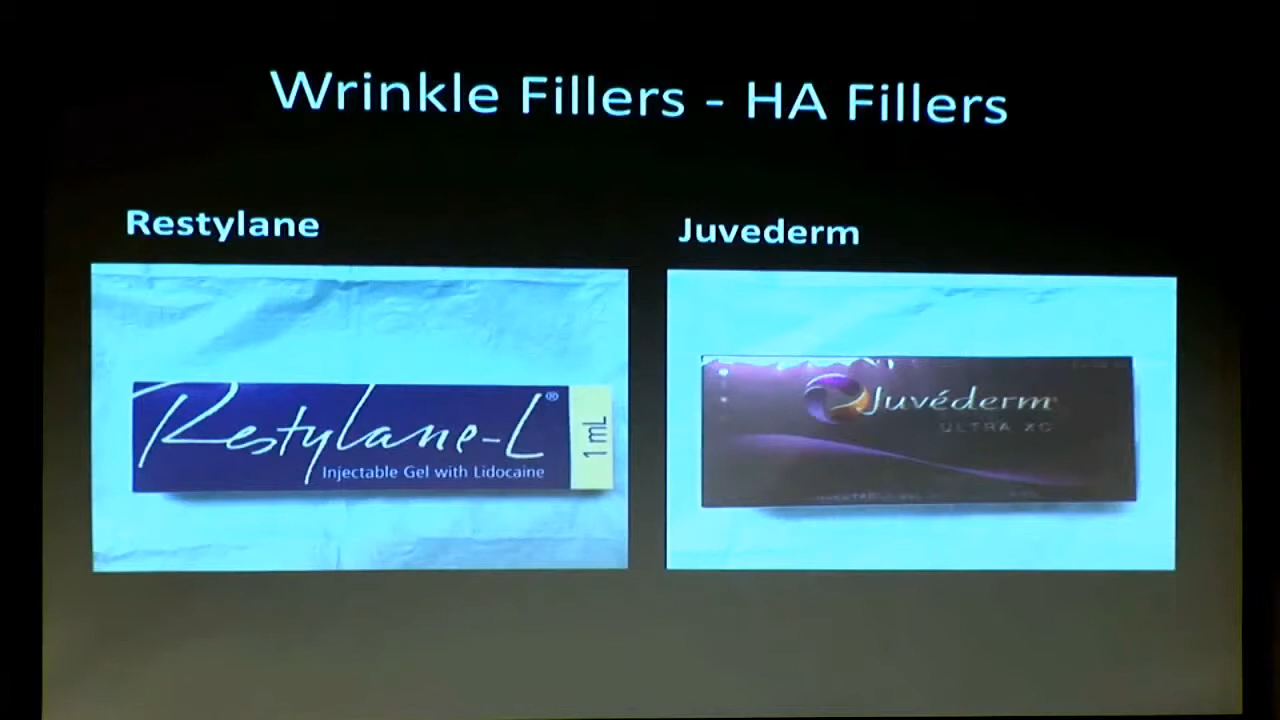 Wrinkle Fillers - HA Fillers
Restylane
Juvederm
Restylane-L®
1 mL
Injectable Gel with Lidocaine
Juvéderm
ULTRA XC